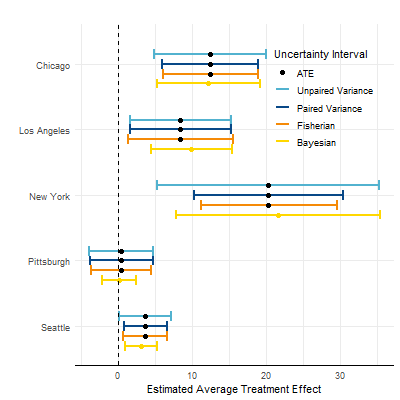 Uncertainty Interval
ATE
Unpaired Variance
Paired Variance
Fisherian
Bayesian
Chicago
Los Angeles
New York
Pittsburgh
Seattle
0 10 20 30
Estimated Average Treatment Effect